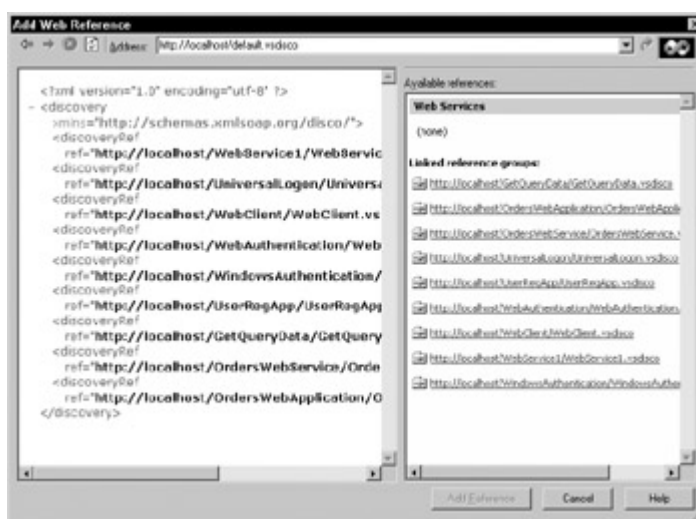 Add Web Reference
Address: http://localhost/default.vsdisco
<?xml version="1.0" encoding="utf-8" ?>
- <discovery
xmlns="http://schemas.xmlsoap.org/disco/">
<discoveryRef
ref="http://localhost/WebService1/WebServic
<discoveryRef
ref="http://localhost/UniversalLogon/Universa
<discoveryRef
ref="http://localhost/WebClient/WebClient.vs
<discoveryRef
ref="http://localhost/WebAuthentication/Web
<discoveryRef
ref="http://localhost/WindowsAuthentication/
<discoveryRef
ref="http://localhost/UserRegApp/UserRegApp
<discoveryRef
ref="http://localhost/GetQueryData/GetQuery
<discoveryRef
ref="http://localhost/OrdersWebService/Orde
<discoveryRef
ref="http://localhost/OrdersWebApplication/O
</discovery>
Available references:
Web Services
(none)
Linked reference groups:
http://localhost/GetQueryData/GetQueryData.vsdisco
http://localhost/OrdersWebApplication/OrdersWebApplic
http://localhost/OrdersWebService/OrdersWebService.v
http://localhost/UniversalLogon/UniversalLogon.vsdisco
http://localhost/UserRegApp/UserRegApp.vsdisco
http://localhost/WebAuthentication/WebAuthentication.
http://localhost/WebClient/WebClient.vsdisco
http://localhost/WebService1/WebService1.vsdisco
http://localhost/WindowsAuthentication/WindowsAuthen
Add Reference Cancel Help